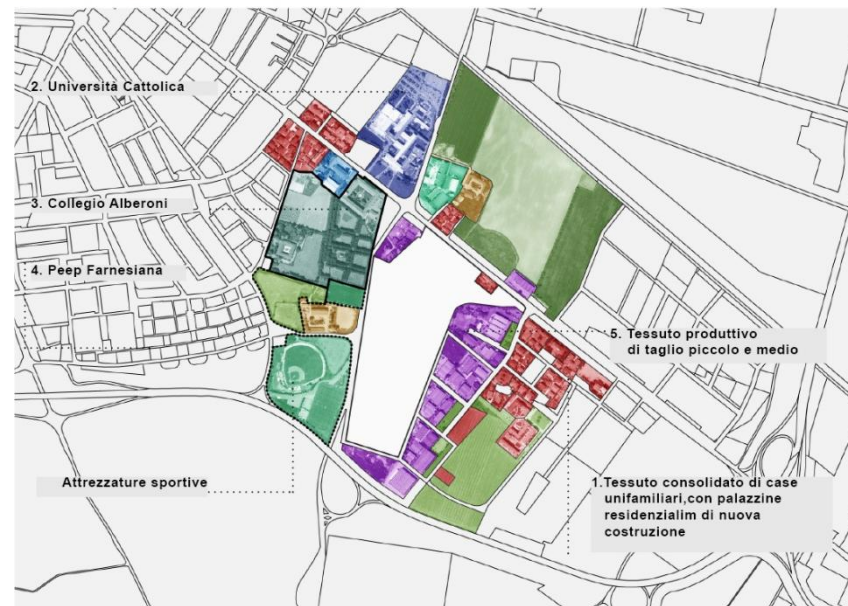 2. Università Cattolica
3. Collegio Alberoni
4. Peep Farnesiana
5. Tessuto produttivo
di taglio piccolo e medio
Attrezzature sportive
1.Tessuto consolidato di case
unifamiliari,con palazzine
residenzialim di nuova
costruzione